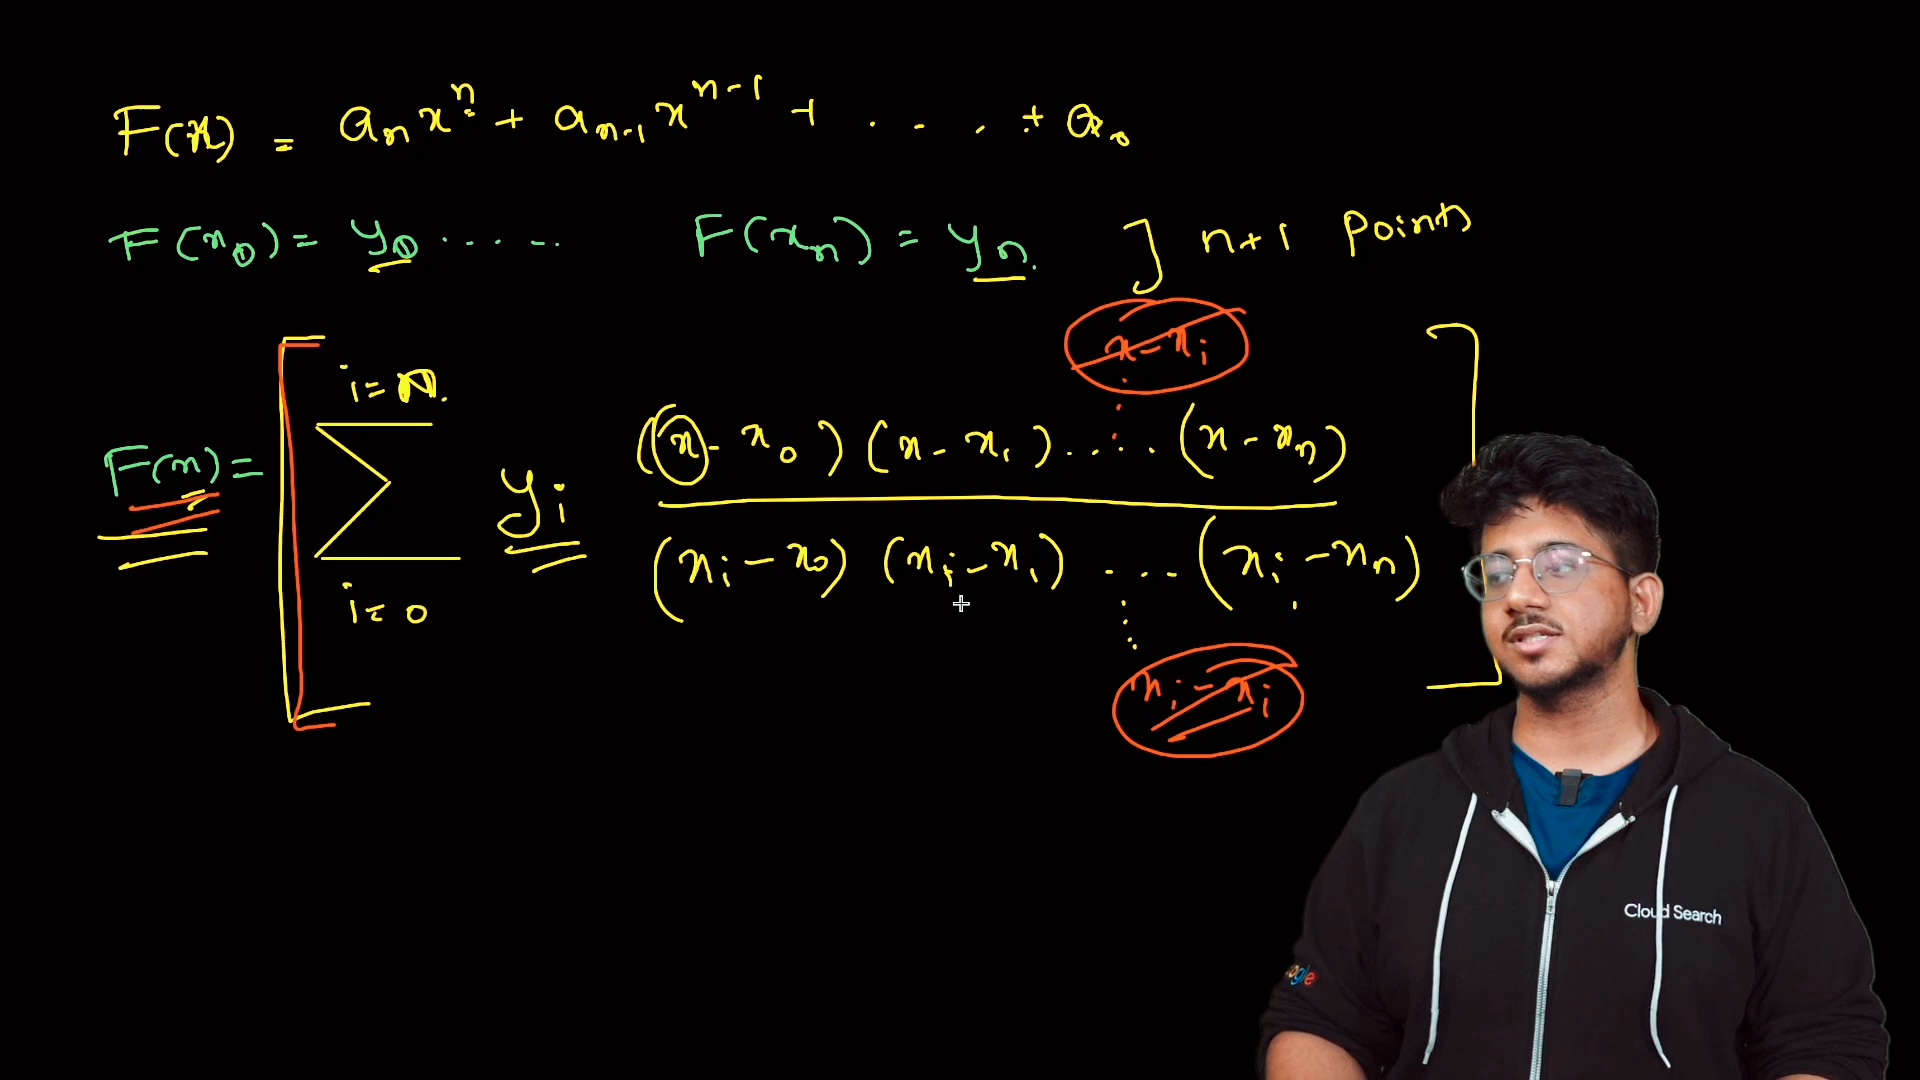 F(x) = aₙxⁿ + aₙ₋₁xⁿ⁻¹ + . . . . + a₀
F(x₀) = y₀ ...... F(xₙ) = yₙ ] n+1 points
x - xᵢ
i = n
F(x) = [ Σ yᵢ (x - x₀)(x - x₁)......(x - xₙ) ]
(xᵢ - x₀)(xᵢ - x₁) ....(xᵢ - xₙ)
i = 0
xᵢ - xᵢ
Cloud Search
ogle